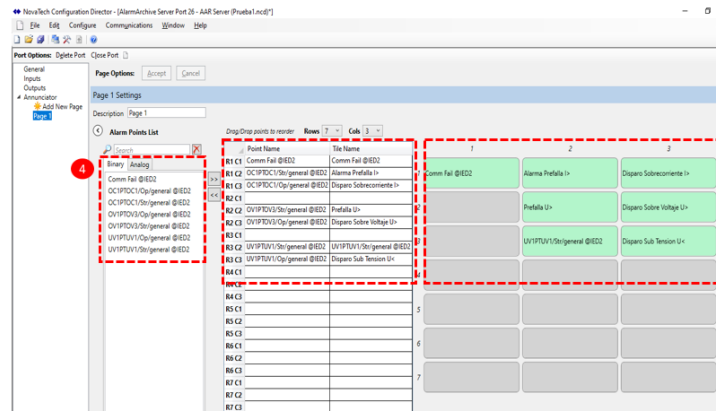 NovaTech Configuration Director - [AlarmArchive Server Port 26 - AAR Server (Prueba1.ncd)*]
File Edit Configure Communications Window Help
Port Options: Delete Port Close Port
General
Inputs
Outputs
Annunciator
Add New Page
Page 1
Page Options: Accept Cancel
Page 1 Settings
Description Page 1
Alarm Points List
Search
Binary Analog
4
Comm Fail @IED2
OC1PTOC1/Op/general @IED2
OC1PTOC1/Str/general @IED2
OV1PTOV3/Op/general @IED2
OV1PTOV3/Str/general @IED2
UV1PTUV1/Op/general @IED2
UV1PTUV1/Str/general @IED2
>>
<<
Drag/Drop points to reorder Rows 7 Cols 3
Point Name Tile Name
R1 C1 Comm Fail @IED2 Comm Fail @IED2
R1 C2 OC1PTOC1/Str/general @IED2 Alarma Prefalla I>
R1 C3 OC1PTOC1/Op/general @IED2 Disparo Sobrecorriente I>
R2 C1
R2 C2 OV1PTOV3/Str/general @IED2 Prefalla U>
R2 C3 OV1PTOV3/Op/general @IED2 Disparo Sobre Voltaje U>
R3 C1
R3 C2 UV1PTUV1/Str/general @IED2 UV1PTUV1/Str/general @IED2
R3 C3 UV1PTUV1/Op/general @IED2 Disparo Sub Tension U<
R4 C1
R4 C2
R4 C3
R5 C1
R5 C2
R5 C3
R6 C1
R6 C2
R6 C3
R7 C1
R7 C2
R7 C3
1 2 3
Comm Fail @IED2 Alarma Prefalla I> Disparo Sobrecorriente I>
Prefalla U> Disparo Sobre Voltaje U>
UV1PTUV1/Str/general @IED2 Disparo Sub Tension U<
5
6
7